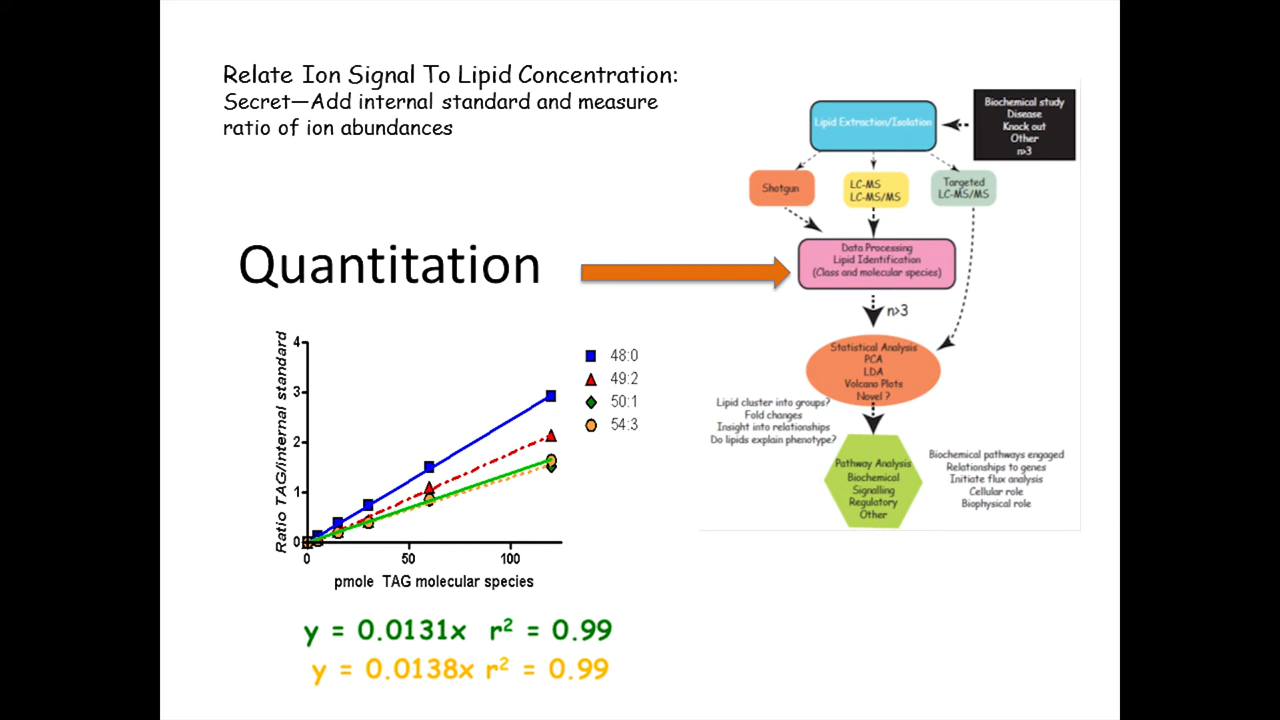 Relate Ion Signal To Lipid Concentration:
Secret—Add internal standard and measure
ratio of ion abundances
Quantitation
Biochemical study
Disease
Knock out
Other
n>3
Lipid Extraction/Isolation
Shotgun
LC-MS
LC-MS/MS
Targeted
LC-MS/MS
Data Processing
Lipid Identification
(Class and molecular species)
n>3
Statistical Analysis
PCA
LDA
Volcano Plots
Novel ?
Lipid cluster into groups?
Fold changes
Insight into relationships
Do lipids explain phenotype?
Pathway Analysis
Biochemical
Signalling
Regulatory
Other
Biochemical pathways engaged
Relationships to genes
Initiate flux analysis
Cellular role
Biophysical role
Ratio TAG/internal standard
4
3
2
1
0
0 50 100
pmole TAG molecular species
48:0
49:2
50:1
54:3
y = 0.0131x r² = 0.99
y = 0.0138x r² = 0.99